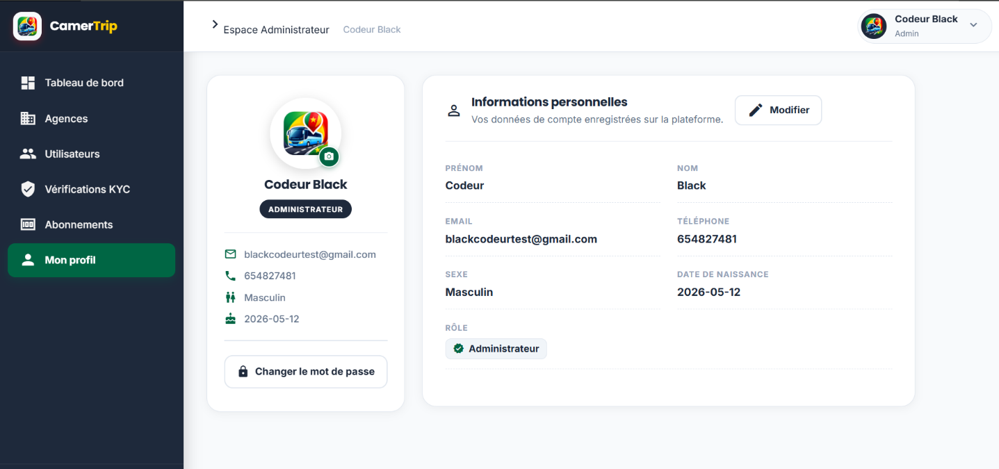 CamerTrip
Espace Administrateur
Codeur Black
Codeur Black
Admin
Tableau de bord
Agences
Utilisateurs
Vérifications KYC
Abonnements
Mon profil
Codeur Black
ADMINISTRATEUR
blackcodeurtest@gmail.com
654827481
Masculin
2026-05-12
Changer le mot de passe
Informations personnelles
Vos données de compte enregistrées sur la plateforme.
Modifier
PRÉNOM
Codeur
NOM
Black
EMAIL
blackcodeurtest@gmail.com
TÉLÉPHONE
654827481
SEXE
Masculin
DATE DE NAISSANCE
2026-05-12
RÔLE
Administrateur